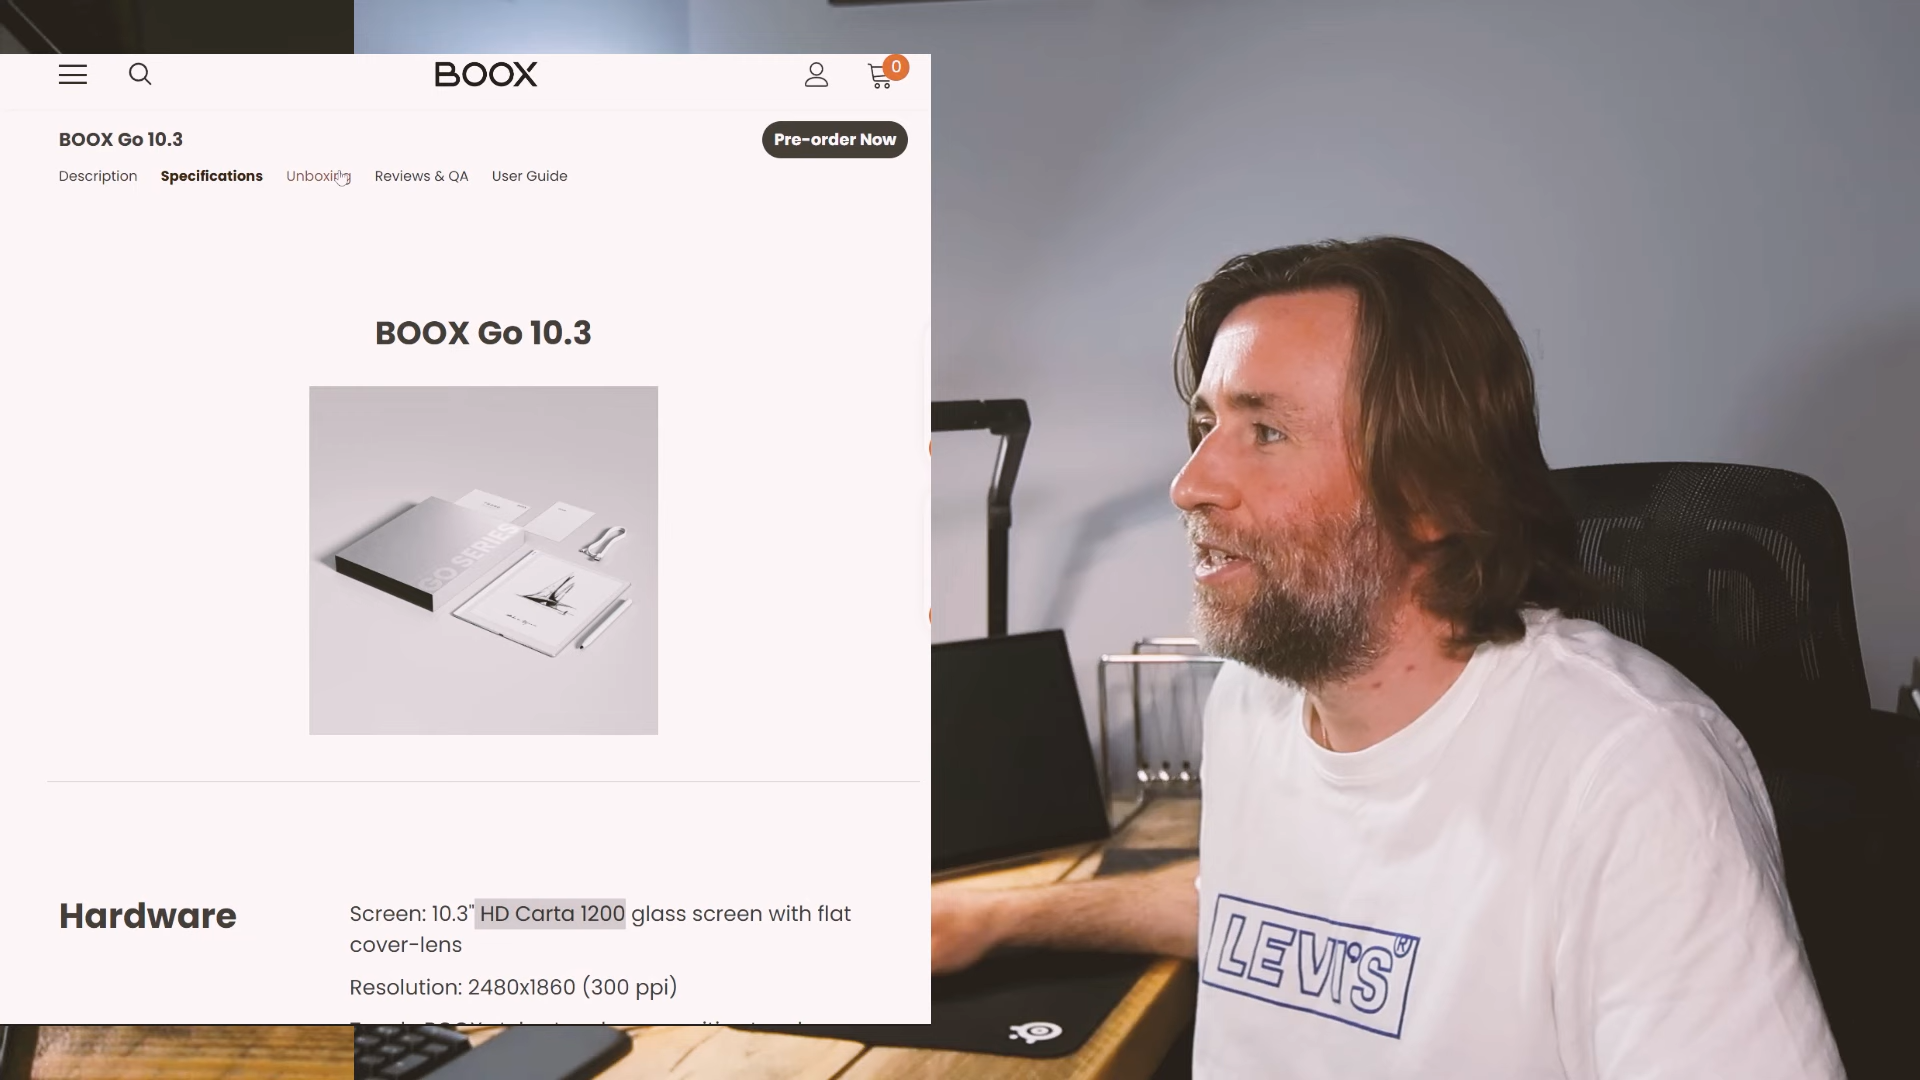 BOOX
0
BOOX Go 10.3
Pre-order Now
Description Specifications Unboxing Reviews & QA User Guide
BOOX Go 10.3
GO SERIES
Hardware
Screen: 10.3" HD Carta 1200 glass screen with flat
cover-lens
Resolution: 2480x1860 (300 ppi)
LEVI'S®